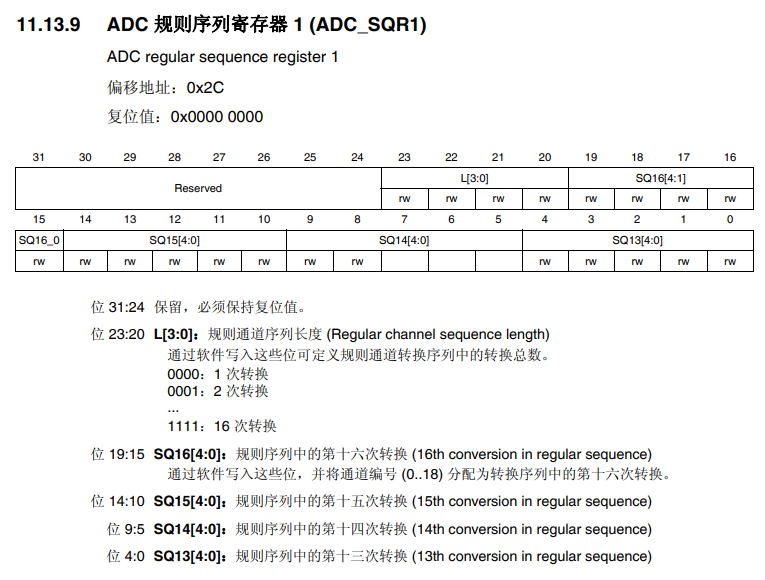 11.13.9 ADC 规则序列寄存器 1 (ADC_SQR1)
ADC regular sequence register 1
偏移地址：0x2C
复位值：0x0000 0000
31 30 29 28 27 26 25 24 23 22 21 20 19 18 17 16
Reserved L[3:0] SQ16[4:1]
rw rw rw rw rw rw rw rw
15 14 13 12 11 10 9 8 7 6 5 4 3 2 1 0
SQ16_0 SQ15[4:0] SQ14[4:0] SQ13[4:0]
rw rw rw rw rw rw rw rw rw rw rw rw rw
位 31:24 保留，必须保持复位值。
位 23:20 L[3:0]：规则通道序列长度 (Regular channel sequence length)
通过软件写入这些位可定义规则通道转换序列中的转换总数。
0000：1 次转换
0001：2 次转换
...
1111：16 次转换
位 19:15 SQ16[4:0]：规则序列中的第十六次转换 (16th conversion in regular sequence)
通过软件写入这些位，并将通道编号 (0..18) 分配为转换序列中的第十六次转换。
位 14:10 SQ15[4:0]：规则序列中的第十五次转换 (15th conversion in regular sequence)
位 9:5 SQ14[4:0]：规则序列中的第十四次转换 (14th conversion in regular sequence)
位 4:0 SQ13[4:0]：规则序列中的第十三次转换 (13th conversion in regular sequence)